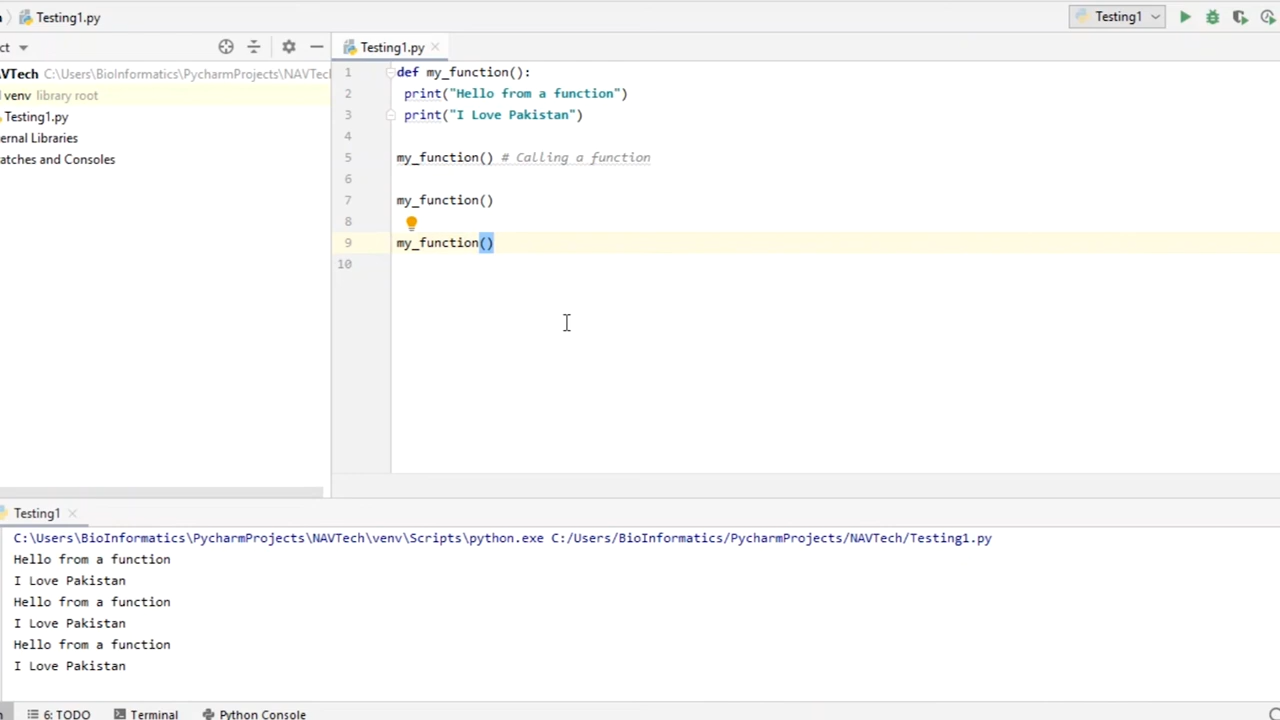 Testing1.py
Testing1
ct
Testing1.py
VTech C:\Users\BioInformatics\PycharmProjects\NAVTec
venv library root
Testing1.py
ernal Libraries
atches and Consoles
1 def my_function():
2 print("Hello from a function")
3 print("I Love Pakistan")
4
5 my_function() # Calling a function
6
7 my_function()
8
9 my_function()
10
Testing1
C:\Users\BioInformatics\PycharmProjects\NAVTech\venv\Scripts\python.exe C:/Users/BioInformatics/PycharmProjects/NAVTech/Testing1.py
Hello from a function
I Love Pakistan
Hello from a function
I Love Pakistan
Hello from a function
I Love Pakistan
6: TODO Terminal Python Console